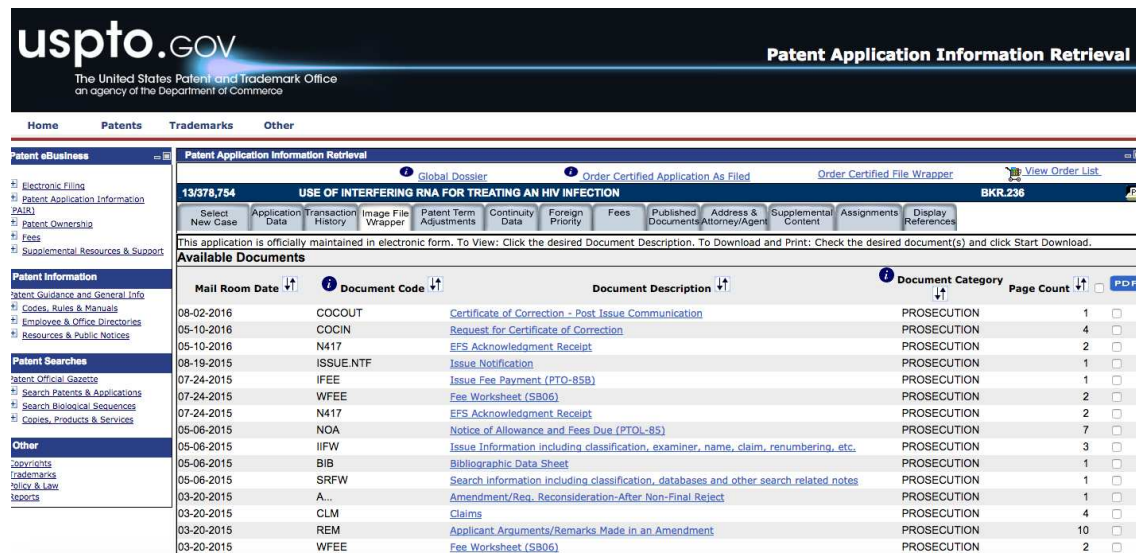 uspto.GOV
The United States Patent and Trademark Office
an agency of the Department of Commerce
Patent Application Information Retrieval
Home Patents Trademarks Other
Patent eBusiness
Electronic Filing
Patent Application Information
(PAIR)
Patent Ownership
Fees
Supplemental Resources & Support
Patent Information
Patent Guidance and General Info
Codes, Rules & Manuals
Employee & Office Directories
Resources & Public Notices
Patent Searches
Patent Official Gazette
Search Patents & Applications
Search Biological Sequences
Copies, Products & Services
Other
Copyrights
Trademarks
Policy & Law
Reports
Patent Application Information Retrieval
Global Dossier Order Certified Application As Filed Order Certified File Wrapper View Order List
13/378,754 USE OF INTERFERING RNA FOR TREATING AN HIV INFECTION BKR.236
Select New Case Application Data Transaction History Image File Wrapper Patent Term Adjustments Continuity Data Foreign Priority Fees Published Documents Address & Attorney/Agent Supplemental Content Assignments Display References
This application is officially maintained in electronic form. To View: Click the desired Document Description. To Download and Print: Check the desired document(s) and click Start Download.
Available Documents
Mail Room Date Document Code Document Description Document Category Page Count PDF
08-02-2016 COCOUT Certificate of Correction - Post Issue Communication PROSECUTION 1
05-10-2016 COCIN Request for Certificate of Correction PROSECUTION 4
05-10-2016 N417 EFS Acknowledgment Receipt PROSECUTION 2
08-19-2015 ISSUE.NTF Issue Notification PROSECUTION 1
07-24-2015 IFEE Issue Fee Payment (PTO-85B) PROSECUTION 1
07-24-2015 WFEE Fee Worksheet (SB06) PROSECUTION 2
07-24-2015 N417 EFS Acknowledgment Receipt PROSECUTION 2
05-06-2015 NOA Notice of Allowance and Fees Due (PTOL-85) PROSECUTION 7
05-06-2015 IIFW Issue Information including classification, examiner, name, claim, renumbering, etc. PROSECUTION 3
05-06-2015 BIB Bibliographic Data Sheet PROSECUTION 1
05-06-2015 SRFW Search information including classification, databases and other search related notes PROSECUTION 1
03-20-2015 A... Amendment/Req. Reconsideration-After Non-Final Reject PROSECUTION 1
03-20-2015 CLM Claims PROSECUTION 4
03-20-2015 REM Applicant Arguments/Remarks Made in an Amendment PROSECUTION 10
03-20-2015 WFEE Fee Worksheet (SB06) PROSECUTION 2